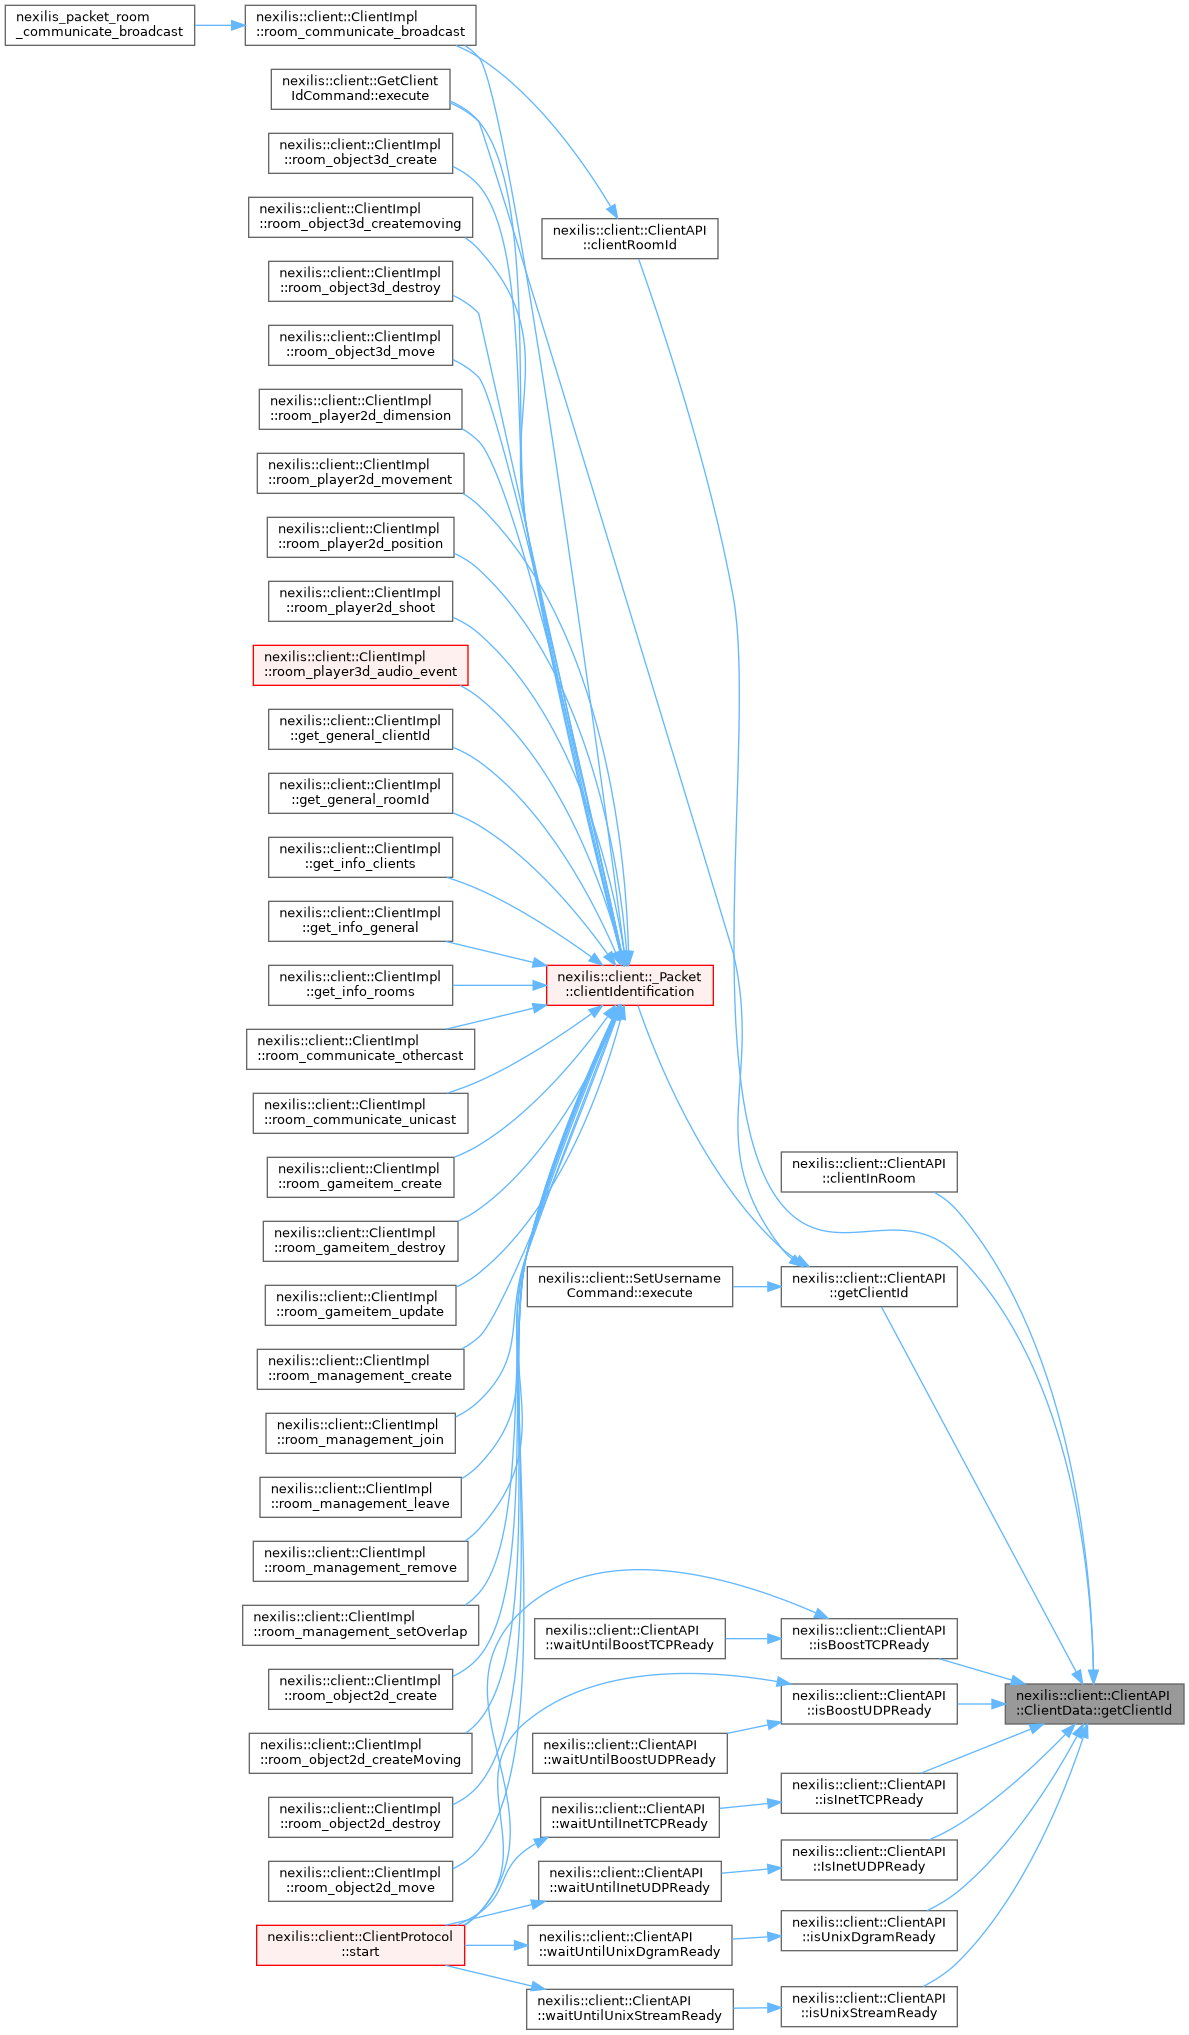 nexilis_packet_room
_communicate_broadcast
nexilis::client::ClientImpl
::room_communicate_broadcast
nexilis::client::GetClient
IdCommand::execute
nexilis::client::ClientImpl
::room_object3d_create
nexilis::client::ClientImpl
::room_object3d_createmoving
nexilis::client::ClientImpl
::room_object3d_destroy
nexilis::client::ClientImpl
::room_object3d_move
nexilis::client::ClientImpl
::room_player2d_dimension
nexilis::client::ClientImpl
::room_player2d_movement
nexilis::client::ClientImpl
::room_player2d_position
nexilis::client::ClientImpl
::room_player2d_shoot
nexilis::client::ClientImpl
::room_player3d_audio_event
nexilis::client::ClientImpl
::get_general_clientId
nexilis::client::ClientImpl
::get_general_roomId
nexilis::client::ClientImpl
::get_info_clients
nexilis::client::ClientImpl
::get_info_general
nexilis::client::ClientImpl
::get_info_rooms
nexilis::client::ClientImpl
::room_communicate_othercast
nexilis::client::ClientImpl
::room_communicate_unicast
nexilis::client::ClientImpl
::room_gameitem_create
nexilis::client::ClientImpl
::room_gameitem_destroy
nexilis::client::ClientImpl
::room_gameitem_update
nexilis::client::ClientImpl
::room_management_create
nexilis::client::ClientImpl
::room_management_join
nexilis::client::ClientImpl
::room_management_leave
nexilis::client::ClientImpl
::room_management_remove
nexilis::client::ClientImpl
::room_management_setOverlap
nexilis::client::ClientImpl
::room_object2d_create
nexilis::client::ClientImpl
::room_object2d_createMoving
nexilis::client::ClientImpl
::room_object2d_destroy
nexilis::client::ClientImpl
::room_object2d_move
nexilis::client::ClientProtocol
::start
nexilis::client::ClientAPI
::clientRoomId
nexilis::client::_Packet
::clientIdentification
nexilis::client::SetUsername
Command::execute
nexilis::client::ClientAPI
::waitUntilBoostTCPReady
nexilis::client::ClientAPI
::waitUntilBoostUDPReady
nexilis::client::ClientAPI
::waitUntilInetTCPReady
nexilis::client::ClientAPI
::waitUntilInetUDPReady
nexilis::client::ClientAPI
::waitUntilUnixDgramReady
nexilis::client::ClientAPI
::waitUntilUnixStreamReady
nexilis::client::ClientAPI
::clientInRoom
nexilis::client::ClientAPI
::getClientId
nexilis::client::ClientAPI
::isBoostTCPReady
nexilis::client::ClientAPI
::isBoostUDPReady
nexilis::client::ClientAPI
::isInetTCPReady
nexilis::client::ClientAPI
::IsInetUDPReady
nexilis::client::ClientAPI
::isUnixDgramReady
nexilis::client::ClientAPI
::isUnixStreamReady
nexilis::client::ClientAPI
::ClientData::getClientId